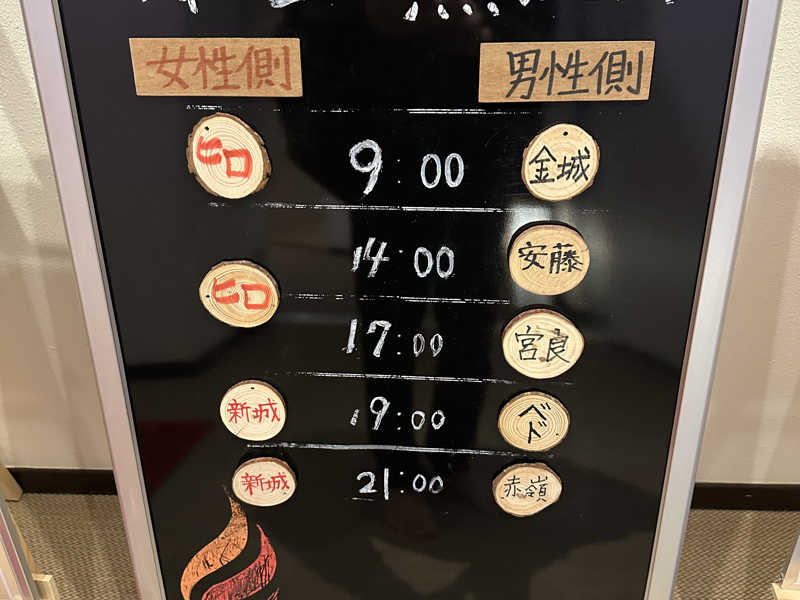 女性側 男性側
ヒロ 9:00 金城
ヒロ 14:00 安藤
17:00 宮良
新城 19:00 ベド
新城 21:00 赤嶺